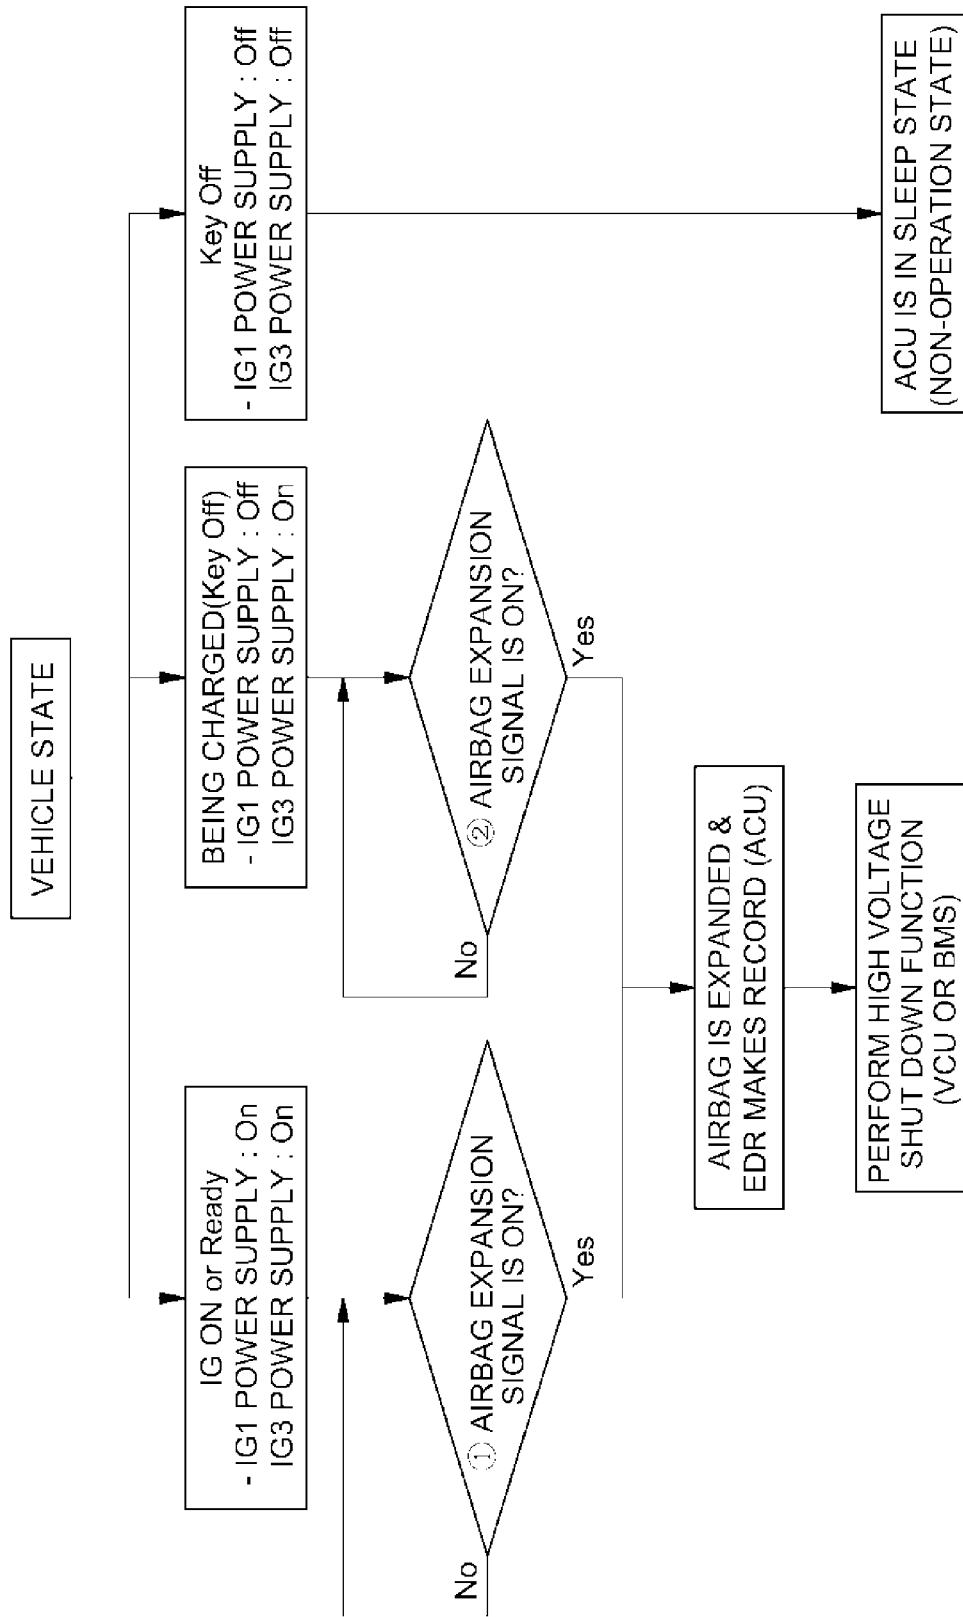 VEHICLE STATE
IG ON or Ready
- IG1 POWER SUPPLY : On
IG3 POWER SUPPLY : On
BEING CHARGED(Key Off)
- IG1 POWER SUPPLY : Off
IG3 POWER SUPPLY : On
Key Off
- IG1 POWER SUPPLY : Off
IG3 POWER SUPPLY : Off
① AIRBAG EXPANSION
SIGNAL IS ON?
No
Yes
② AIRBAG EXPANSION
SIGNAL IS ON?
No
Yes
AIRBAG IS EXPANDED &
EDR MAKES RECORD (ACU)
PERFORM HIGH VOLTAGE
SHUT DOWN FUNCTION
(VCU OR BMS)
ACU IS IN SLEEP STATE
(NON-OPERATION STATE)